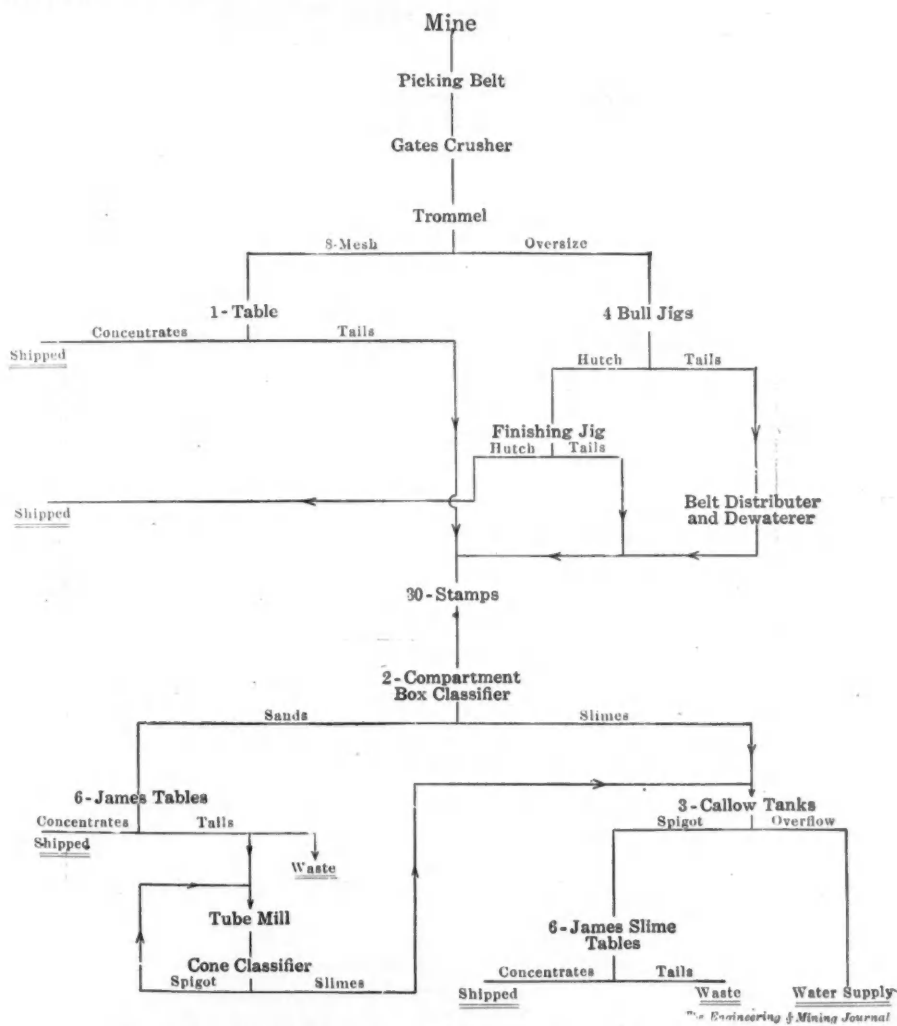 Mine
Picking Belt
Gates Crusher
Trommel
8-Mesh Oversize
1-Table 4 Bull Jigs
Concentrates Tails
Shipped
Hutch Tails
Finishing Jig
Hutch Tails
Shipped
Belt Distributer
and Dewaterer
30-Stamps
2-Compartment
Box Classifier
Sands Slimes
6-James Tables 3-Callow Tanks
Concentrates Tails Spigot Overflow
Shipped
Waste
Tube Mill
6-James Slime
Tables
Cone Classifier
Spigot Slimes
Concentrates Tails
Shipped Waste Water Supply
The Engineering & Mining Journal